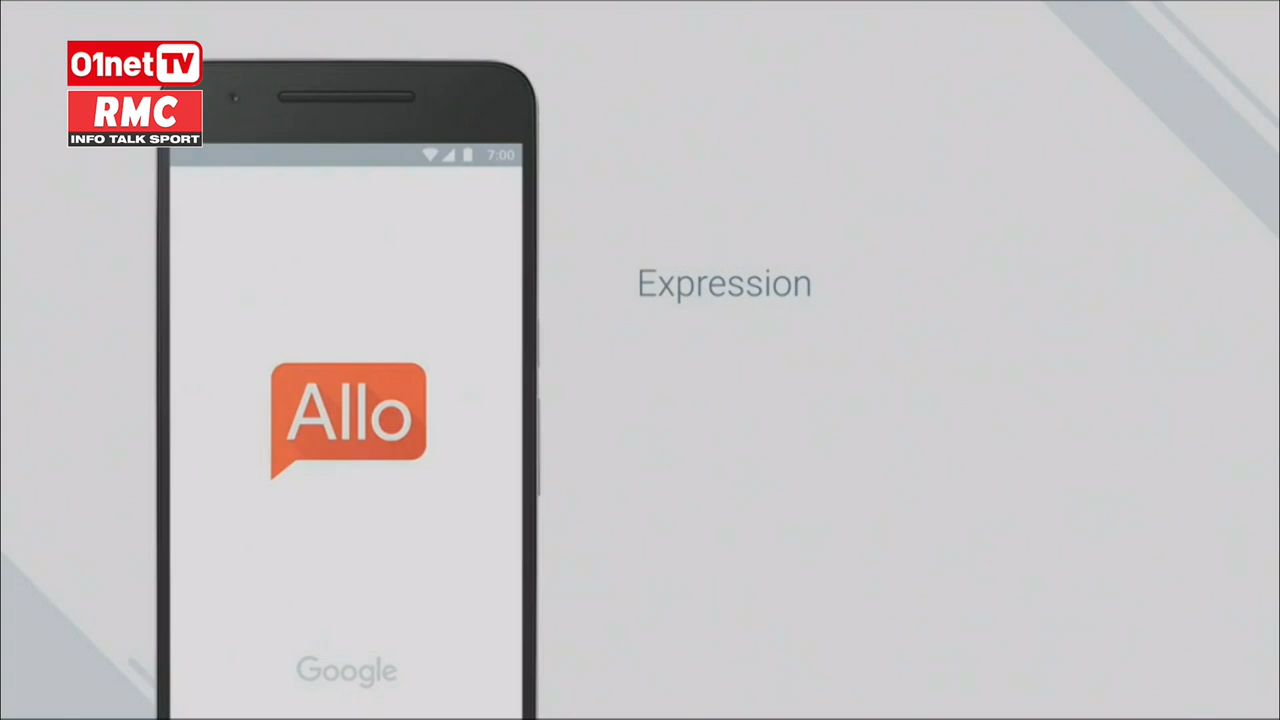 01net TV
RMC
INFO TALK SPORT
7:00
Expression
Allo
Google